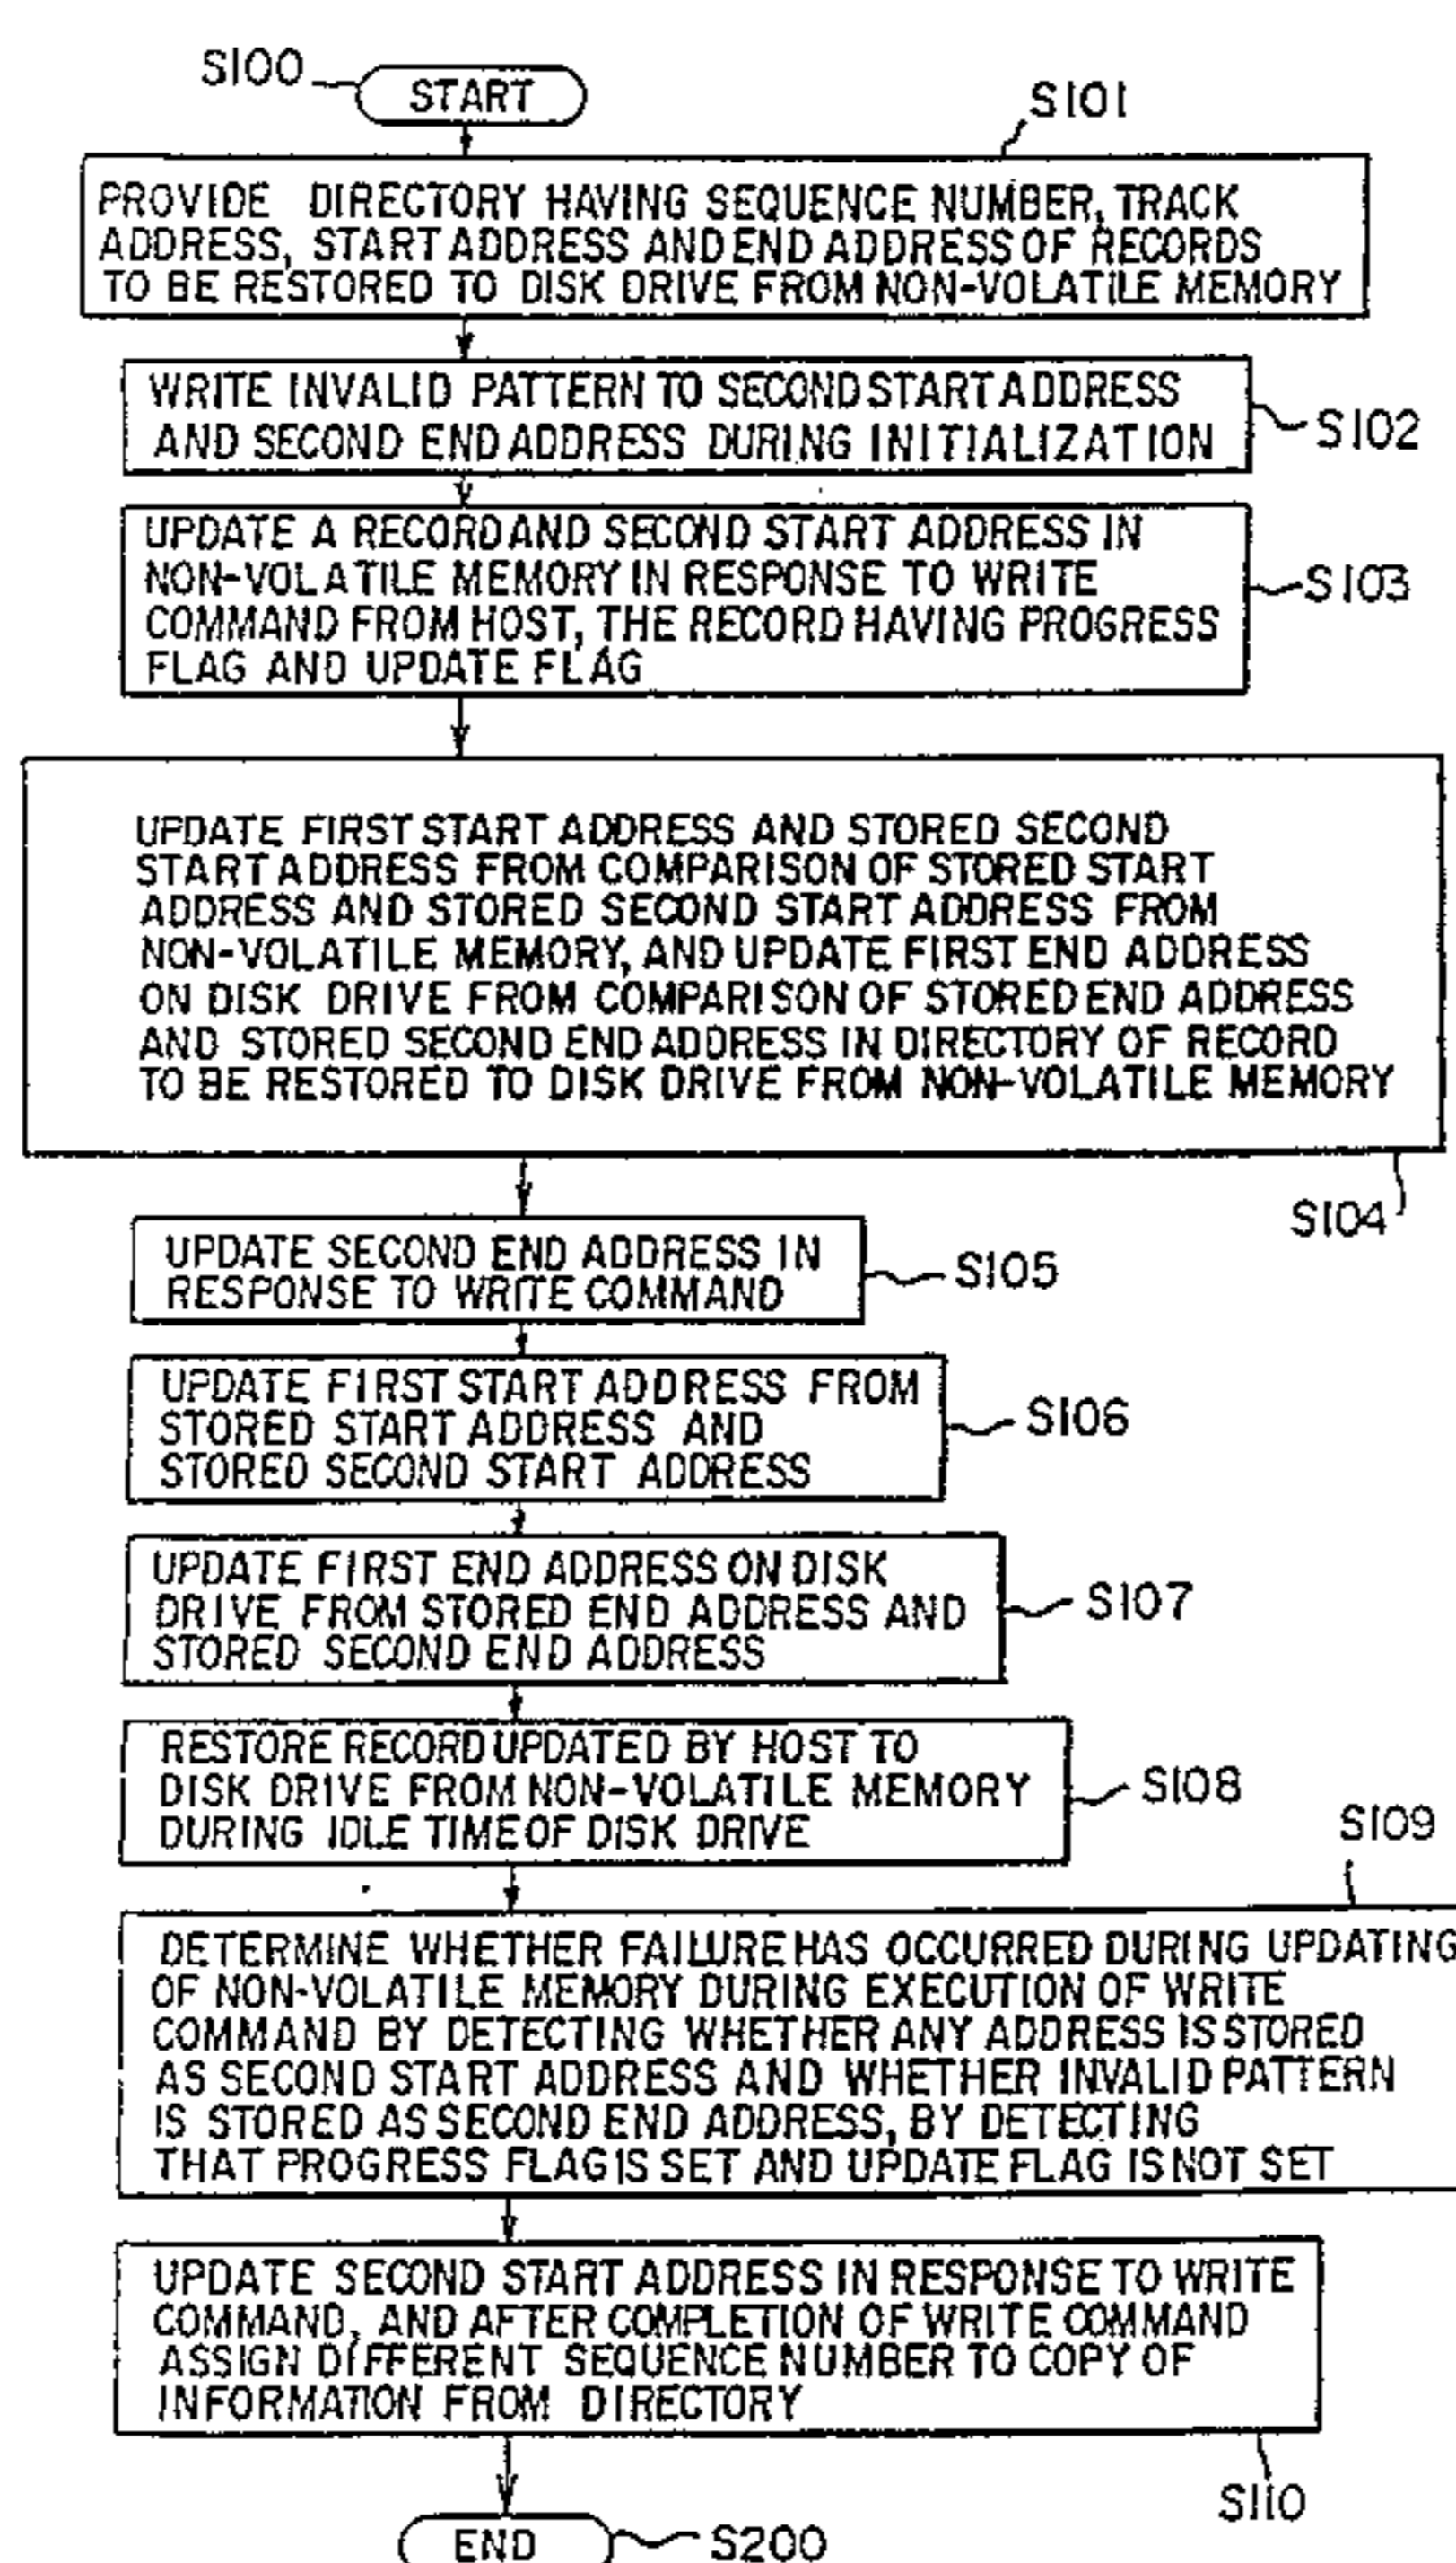 S100
START
S101
PROVIDE DIRECTORY HAVING SEQUENCE NUMBER, TRACK
ADDRESS, START ADDRESS AND END ADDRESS OF RECORDS
TO BE RESTORED TO DISK DRIVE FROM NON-VOLATILE MEMORY
WRITE INVALID PATTERN TO SECOND START ADDRESS
AND SECOND END ADDRESS DURING INITIALIZATION
S102
UPDATE A RECORD AND SECOND START ADDRESS IN
NON-VOLATILE MEMORY IN RESPONSE TO WRITE
COMMAND FROM HOST, THE RECORD HAVING PROGRESS
FLAG AND UPDATE FLAG
S103
UPDATE FIRST START ADDRESS AND STORED SECOND
START ADDRESS FROM COMPARISON OF STORED START
ADDRESS AND STORED SECOND START ADDRESS FROM
NON-VOLATILE MEMORY, AND UPDATE FIRST END ADDRESS
ON DISK DRIVE FROM COMPARISON OF STORED END ADDRESS
AND STORED SECOND END ADDRESS IN DIRECTORY OF RECORD
TO BE RESTORED TO DISK DRIVE FROM NON-VOLATILE MEMORY
S104
UPDATE SECOND END ADDRESS IN
RESPONSE TO WRITE COMMAND
S105
UPDATE FIRST START ADDRESS FROM
STORED START ADDRESS AND
STORED SECOND START ADDRESS
S106
UPDATE FIRST END ADDRESS ON DISK
DRIVE FROM STORED END ADDRESS AND
STORED SECOND END ADDRESS
S107
RESTORE RECORD UPDATED BY HOST TO
DISK DRIVE FROM NON-VOLATILE MEMORY
DURING IDLE TIME OF DISK DRIVE
S108
S109
DETERMINE WHETHER FAILURE HAS OCCURRED DURING UPDATING
OF NON-VOLATILE MEMORY DURING EXECUTION OF WRITE
COMMAND BY DETECTING WHETHER ANY ADDRESS IS STORED
AS SECOND START ADDRESS AND WHETHER INVALID PATTERN
IS STORED AS SECOND END ADDRESS, BY DETECTING
THAT PROGRESS FLAG IS SET AND UPDATE FLAG IS NOT SET
UPDATE SECOND START ADDRESS IN RESPONSE TO WRITE
COMMAND, AND AFTER COMPLETION OF WRITE COMMAND
ASSIGN DIFFERENT SEQUENCE NUMBER TO COPY OF
INFORMATION FROM DIRECTORY
S110
END
S200